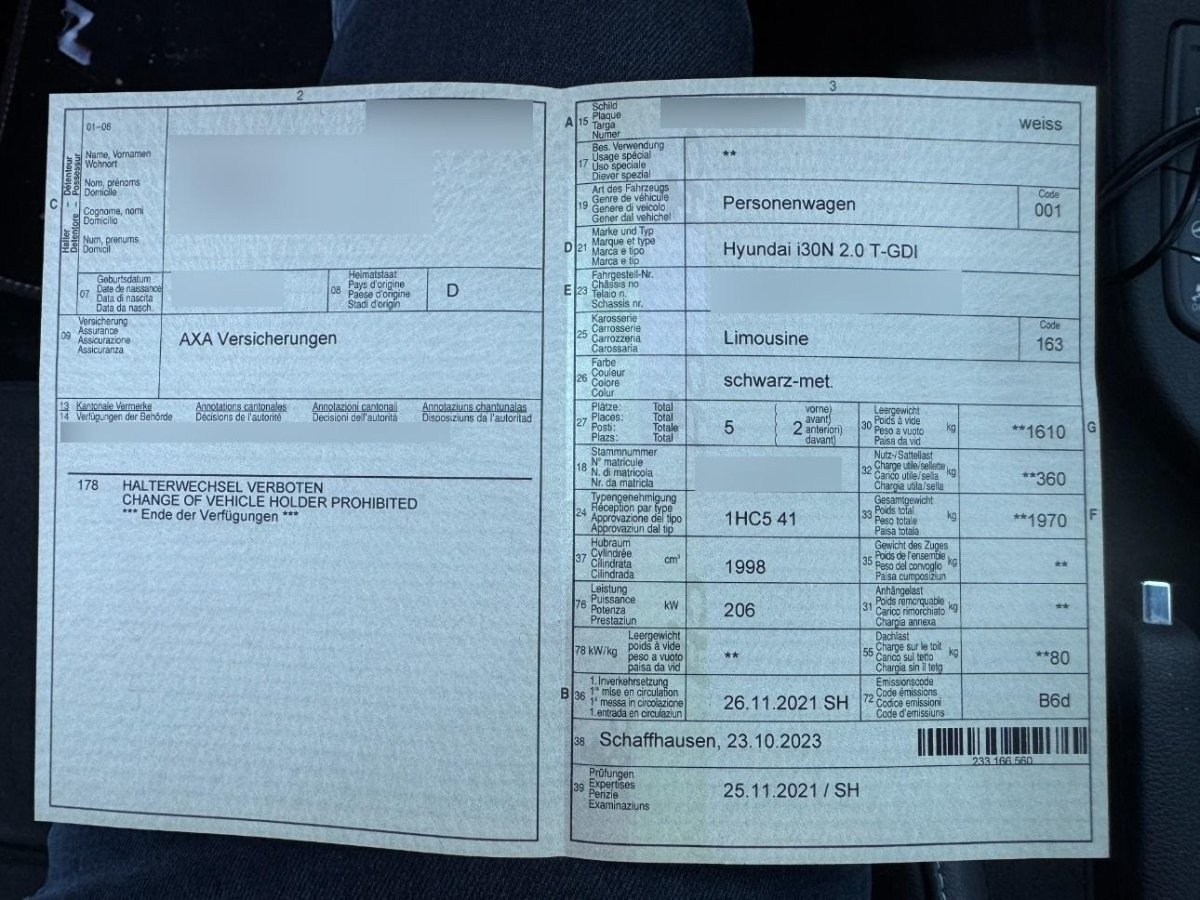 2
01–06
Name, Vornamen
Wohnort
Nom, prénoms
Domicile
Cognome, nomi
Domicilio
Num, prenums
Domicil
C
Halter – Détenteur
Detentore – Possessur
07
Geburtsdatum
Date de naissance
Data di nascita
Data da nasch.
08
Heimatstaat
Pays d'origine
Paese d'origine
Stadi d'origin
D
09
Versicherung
Assurance
Assicurazione
Assicuranza
AXA Versicherungen
13 Kantonale Vermerke Annotations cantonales Annotazioni cantonali Annotaziuns chantunalas
14 Verfügungen der Behörde Décisions de l'autorité Decisioni dell'autorità Disposiziuns da l'autoritad
178 HALTERWECHSEL VERBOTEN
CHANGE OF VEHICLE HOLDER PROHIBITED
*** Ende der Verfügungen ***
3
A 15
Schild
Plaque
Targa
Numer
weiss
17
Bes. Verwendung
Usage spécial
Uso speciale
Diever spezial
**
19
Art des Fahrzeugs
Genre de véhicule
Genere di veicolo
Gener dal vehichel
Personenwagen
Code
001
D 21
Marke und Typ
Marque et type
Marca e tipo
Marca e tip
Hyundai i30N 2.0 T-GDI
E 23
Fahrgestell-Nr.
Châssis no
Telaio n.
Schassis nr.
25
Karosserie
Carrosserie
Carrozzeria
Carossaria
Limousine
Code
163
26
Farbe
Couleur
Colore
Colur
schwarz-met.
27
Plätze: Total
Places: Total
Posti: Totale
Plazs: Total
5
2
vorne)
avant)
anteriori)
davant)
30
Leergewicht
Poids à vide
Peso a vuoto
Paisa da vid
kg
**1610
G
18
Stammnummer
N° matricule
N. di matricola
Nr. da matricla
32
Nutz-/Sattellast
Charge utile/sellette
Carico utile/sella
Chargia utila/sella
kg
**360
24
Typengenehmigung
Réception par type
Approvazione del tipo
Approvaziun dal tip
1HC5 41
33
Gesamtgewicht
Poids total
Peso totale
Paisa totala
kg
**1970
F
37
Hubraum
Cylindrée
Cilindrata
Cilindrada
cm³
1998
35
Gewicht des Zuges
Poids de l'ensemble
Peso del convoglio
Paisa cumposiziun
kg
**
76
Leistung
Puissance
Potenza
Prestaziun
kW
206
31
Anhängelast
Poids remorquable
Carico rimorchiato
Chargia annexa
kg
**
78 kW/kg
Leergewicht
poids à vide
peso a vuoto
paisa da vid
**
55
Dachlast
Charge sur le toit
Carico sul tetto
Chargia sin il tetg
kg
**80
B 36
1. Inverkehrsetzung
1re mise en circulation
1a messa in circolazione
1. entrada en circulaziun
26.11.2021 SH
72
Emissionscode
Code émissions
Codice emissioni
Code d'emissiuns
B6d
38
Schaffhausen, 23.10.2023
233 166 560
39
Prüfungen
Expertises
Perizie
Examinaziuns
25.11.2021 / SH